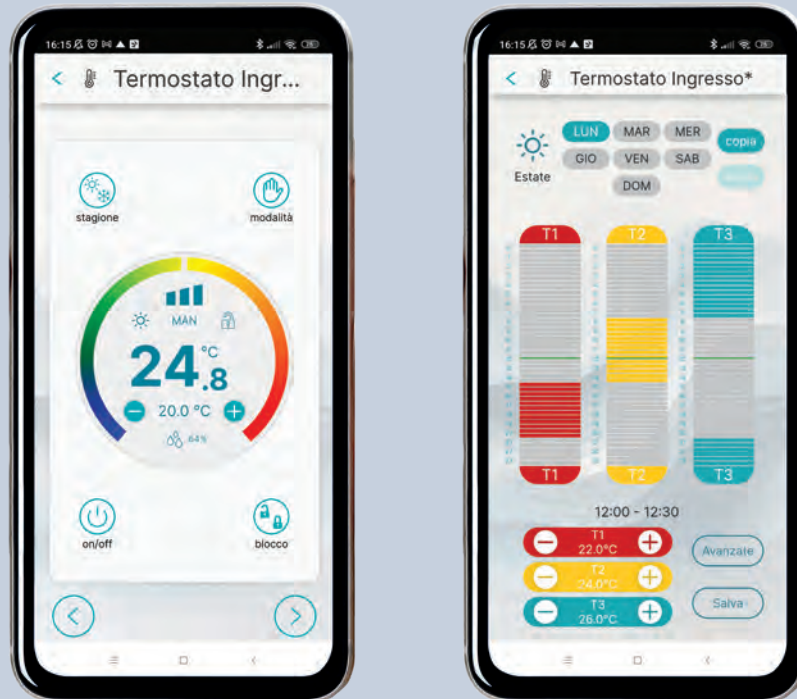 16:15
Termostato Ingr...
stagione
modalità
MAN
24.8 °C
20.0 °C
64%
on/off
blocco
16:15
Termostato Ingresso*
LUN MAR MER
copia
GIO VEN SAB
Estate
DOM
T1 T2 T3
T1 T2 T3
12:00 - 12:30
T1
22.0°C
Avanzate
T2
24.0°C
T3
26.0°C
Salva